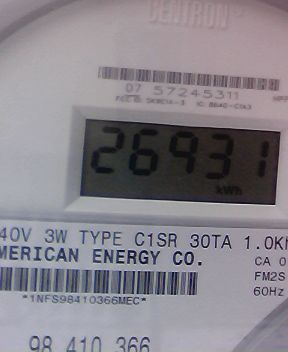 CENTRON
07 57245311
26931
kWh
40V 3W TYPE C1SR 30TA 1.0Kh
MERICAN ENERGY CO.
CA 0
FM2S
60Hz
*1NFS98410366MEC*
98 410 366